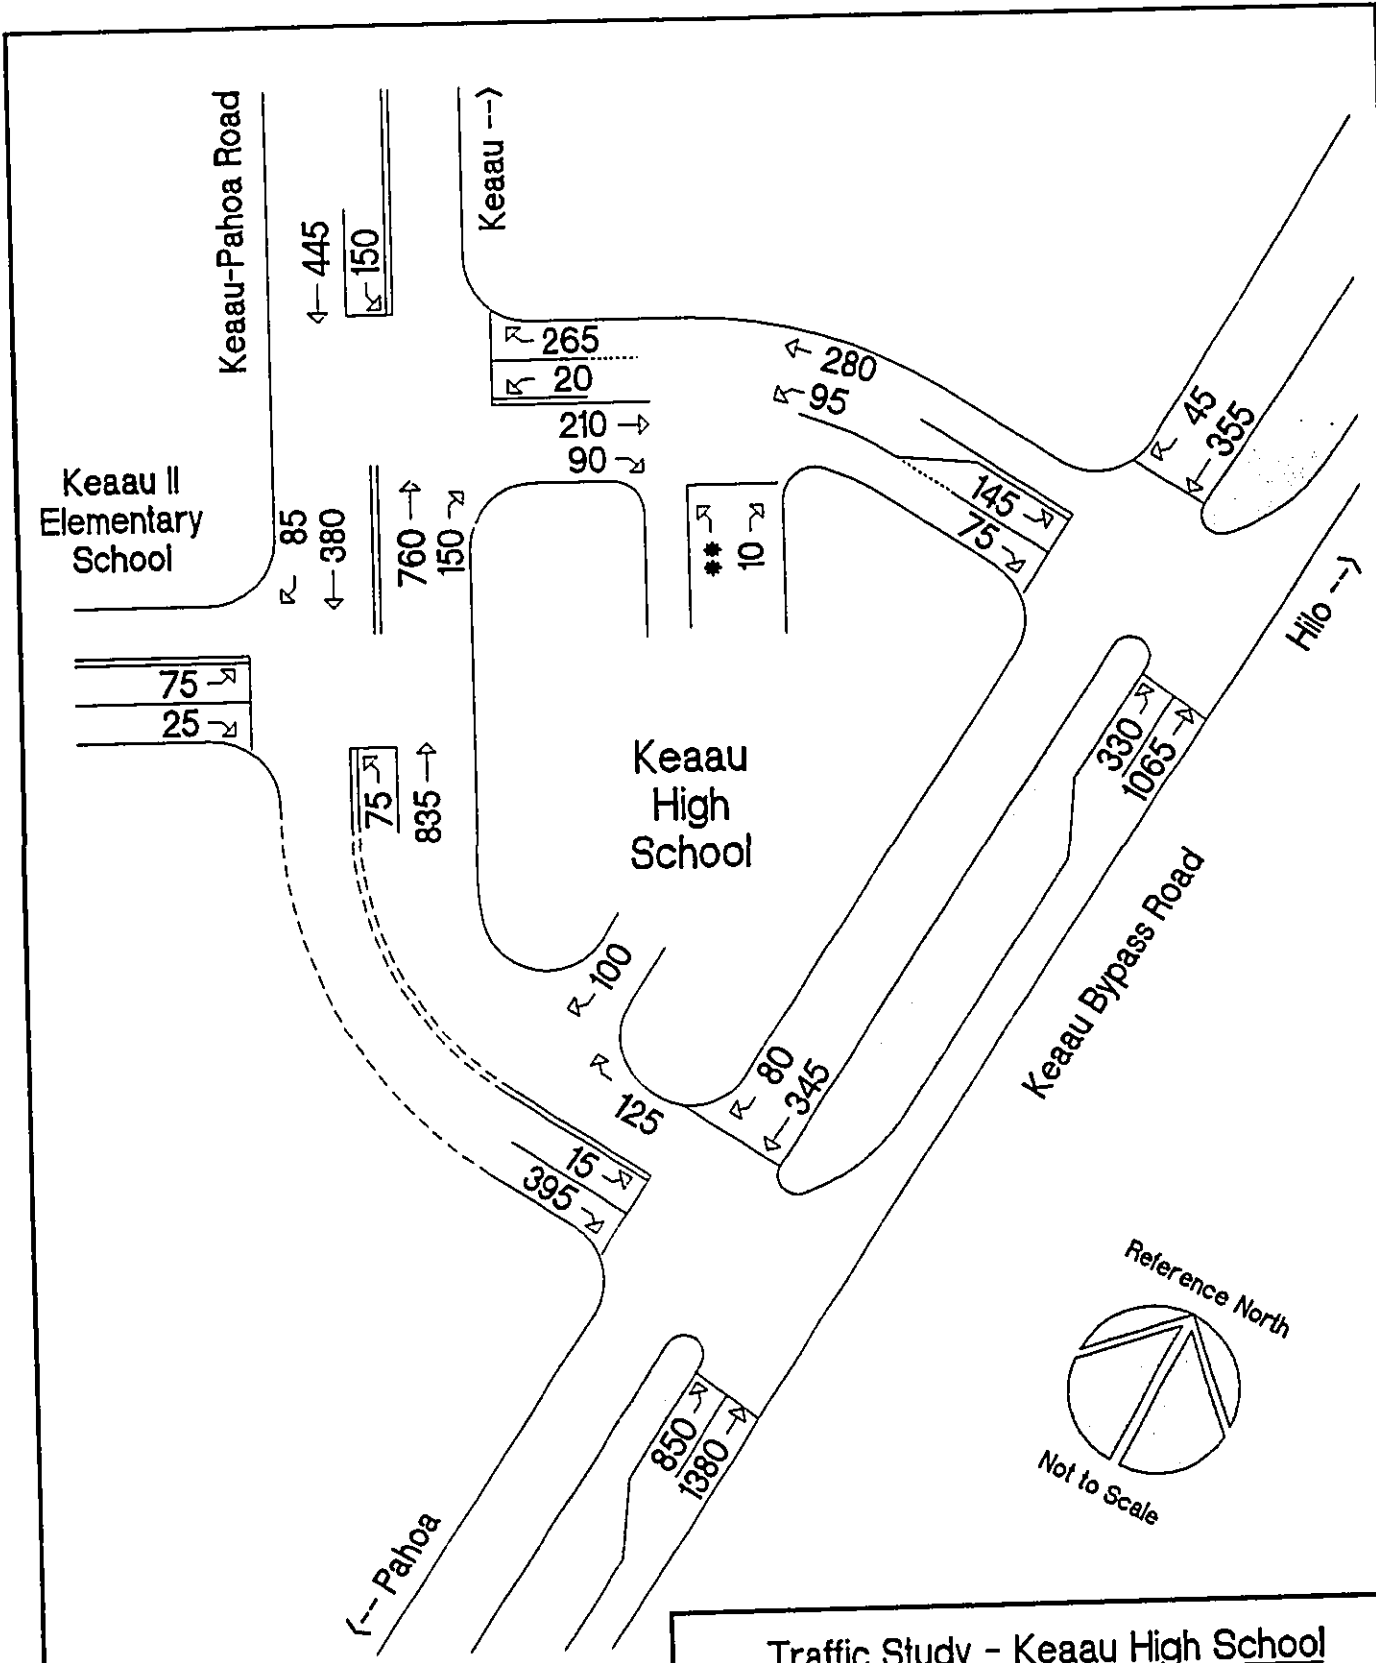 Keaau-Pahoa Road
Keaau -->
445
150
265
20
210
90
280
95
45
355
Keaau II
Elementary
School
85
380
760
150
**
10
145
75
Hilo -->
75
25
75
835
Keaau
High
School
330
1065
Keaau Bypass Road
100
125
80
345
15
395
850
1380
<-- Pahoa
Reference North
Not to Scale
Traffic Study - Keaau High School